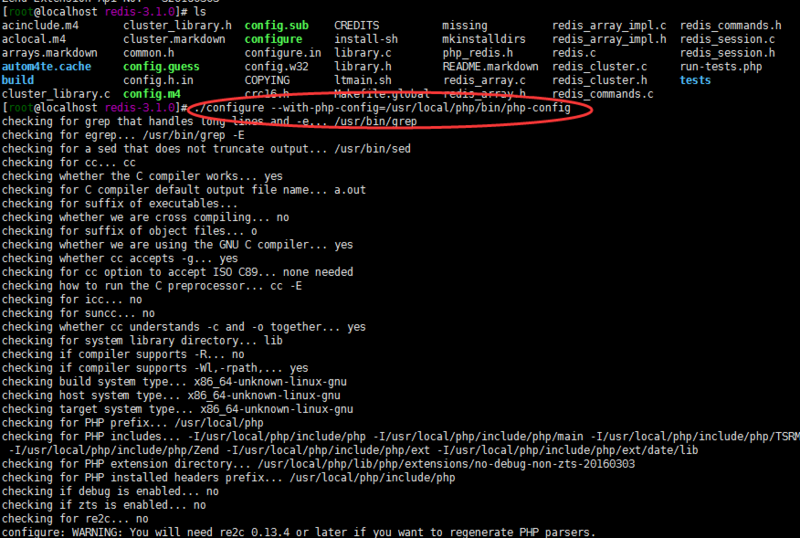 [root@localhost redis-3.1.0]# ls
acinclude.m4 cluster_library.h config.sub CREDITS missing redis_array_impl.c redis_commands.h
aclocal.m4 cluster.markdown configure install-sh mkinstalldirs redis_array_impl.h redis_session.c
arrays.markdown common.h configure.in library.c php_redis.h redis.c redis_session.h
autom4te.cache config.guess config.w32 library.h README.markdown redis_cluster.c run-tests.php
build config.h.in COPYING ltmain.sh redis_array.c redis_cluster.h tests
cluster_library.c config.m4 crc16.h Makefile.global redis_array.h redis_commands.c
[root@localhost redis-3.1.0]# ./configure --with-php-config=/usr/local/php/bin/php-config
checking for grep that handles long lines and -e... /usr/bin/grep
checking for egrep... /usr/bin/grep -E
checking for a sed that does not truncate output... /usr/bin/sed
checking for cc... cc
checking whether the C compiler works... yes
checking for C compiler default output file name... a.out
checking for suffix of executables...
checking whether we are cross compiling... no
checking for suffix of object files... o
checking whether we are using the GNU C compiler... yes
checking whether cc accepts -g... yes
checking for cc option to accept ISO C89... none needed
checking how to run the C preprocessor... cc -E
checking for icc... no
checking for suncc... no
checking whether cc understands -c and -o together... yes
checking for system library directory... lib
checking if compiler supports -R... no
checking if compiler supports -Wl,-rpath,... yes
checking build system type... x86_64-unknown-linux-gnu
checking host system type... x86_64-unknown-linux-gnu
checking target system type... x86_64-unknown-linux-gnu
checking for PHP prefix... /usr/local/php
checking for PHP includes... -I/usr/local/php/include/php -I/usr/local/php/include/php/main -I/usr/local/php/include/php/TSRM
-I/usr/local/php/include/php/Zend -I/usr/local/php/include/php/ext -I/usr/local/php/include/php/ext/date/lib
checking for PHP extension directory... /usr/local/php/lib/php/extensions/no-debug-non-zts-20160303
checking for PHP installed headers prefix... /usr/local/php/include/php
checking if debug is enabled... no
checking if zts is enabled... no
checking for re2c... no
configure: WARNING: You will need re2c 0.13.4 or later if you want to regenerate PHP parsers.